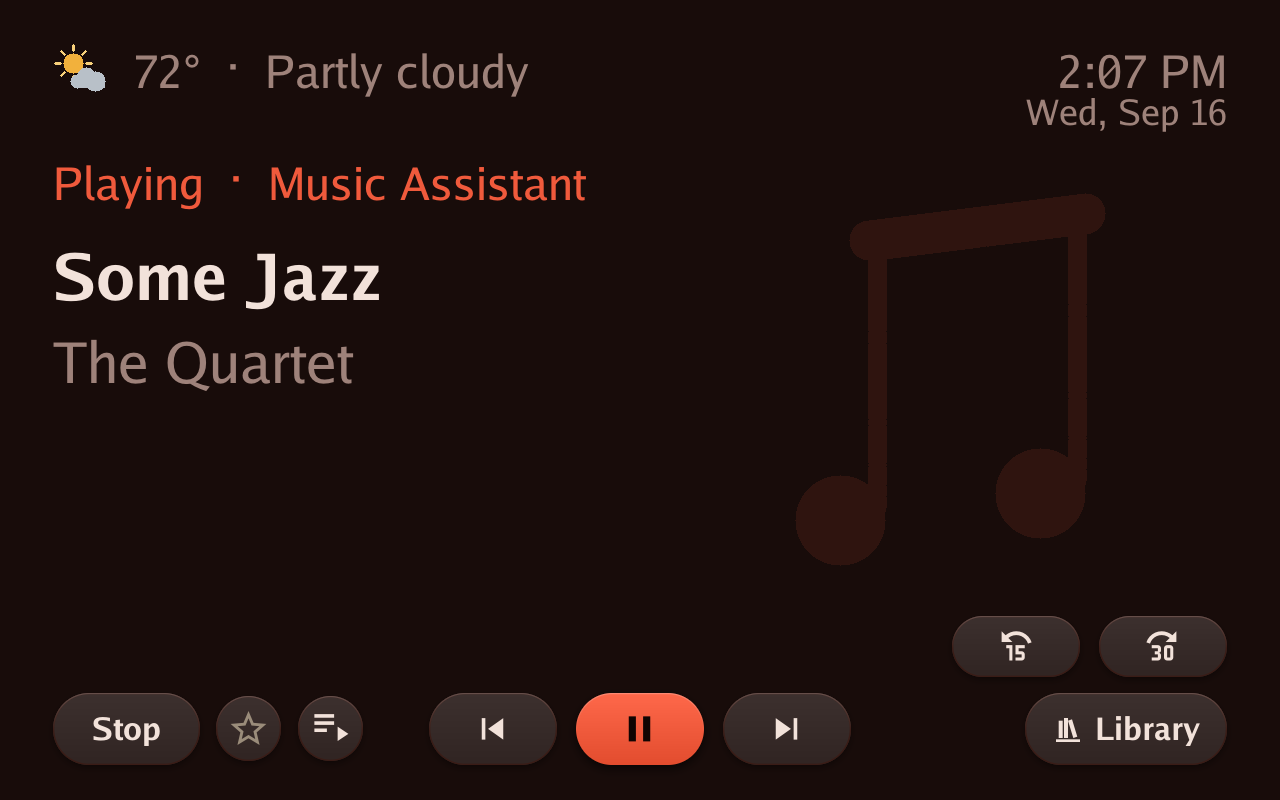 72° · Partly cloudy
2:07 PM
Wed, Sep 16
Playing · Music Assistant
Some Jazz
The Quartet
15
30
Stop
Library